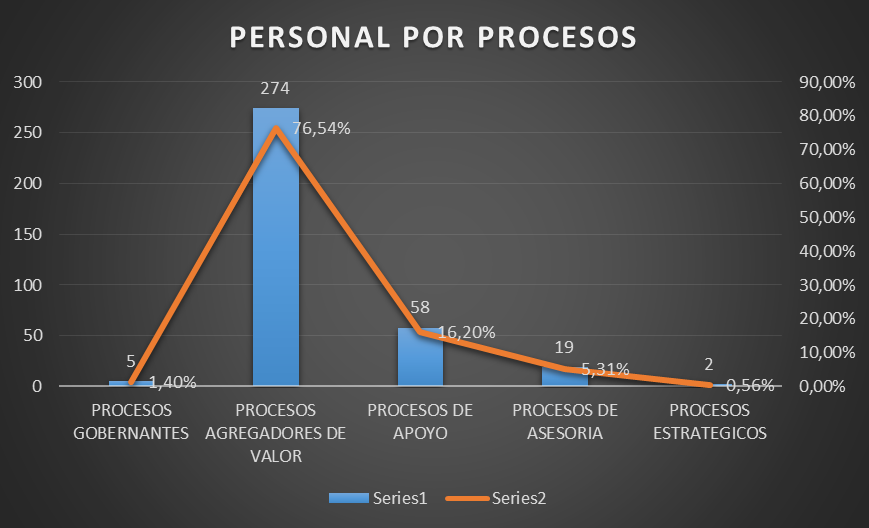 PERSONAL POR PROCESOS
300
250
200
150
100
50
0
90,00%
80,00%
70,00%
60,00%
50,00%
40,00%
30,00%
20,00%
10,00%
0,00%
5
274
58
19
2
1,40%
76,54%
16,20%
5,31%
0,56%
PROCESOS
GOBERNANTES
PROCESOS
AGREGADORES DE
VALOR
PROCESOS DE
APOYO
PROCESOS DE
ASESORIA
PROCESOS
ESTRATEGICOS
Series1
Series2